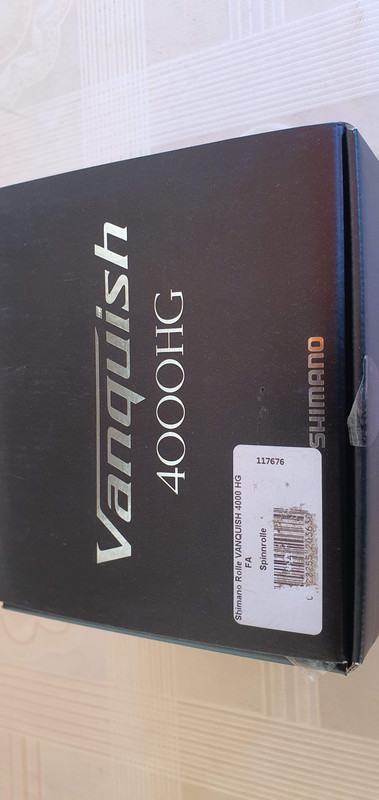 Vanquish
4000HG
SHIMANO
117676
Shimano Rolle VANQUISH 4000 HG
FA
Spinnrolle